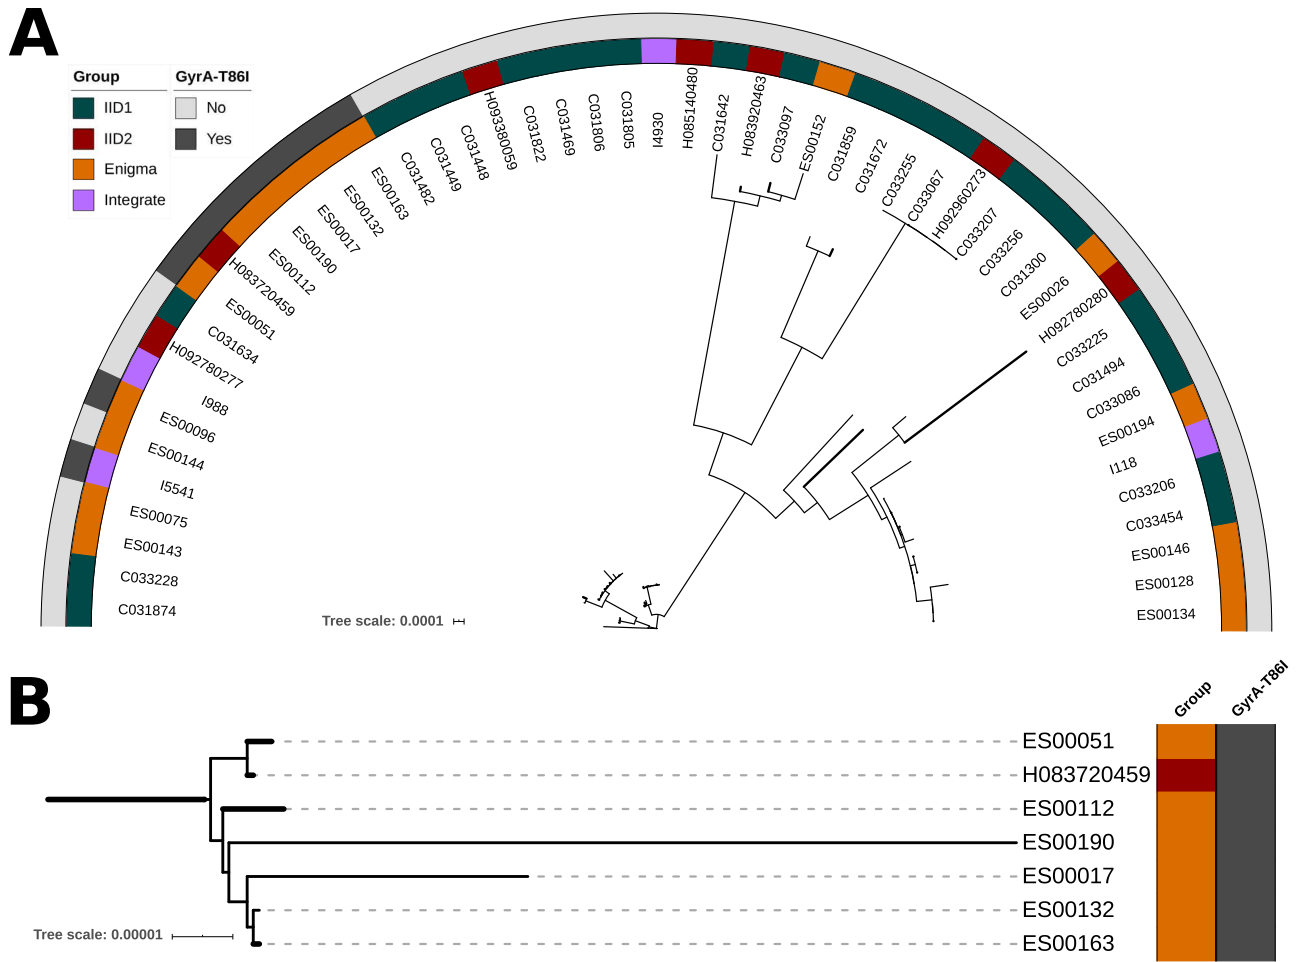 A
Group
IID1
IID2
Enigma
Integrate
GyrA-T86I
No
Yes
C031874
C033228
ES00143
ES00075
I5541
ES00144
ES00096
I988
H092780277
C031634
ES00051
H083720459
ES00112
ES00190
ES00017
ES00132
ES00163
C031482
C031449
C031448
H093380059
C031822
C031469
C031806
C031805
I4930
H085140480
C031642
H083920463
C033097
ES00152
C031859
C031672
C033255
C033067
H092960273
C033207
C033256
C031300
ES00026
H092780280
C033225
C031494
C033086
ES00194
I118
C033206
C033454
ES00146
ES00128
ES00134
Tree scale: 0.0001
B
Group
GyrA-T86I
ES00051
H083720459
ES00112
ES00190
ES00017
ES00132
ES00163
Tree scale: 0.00001